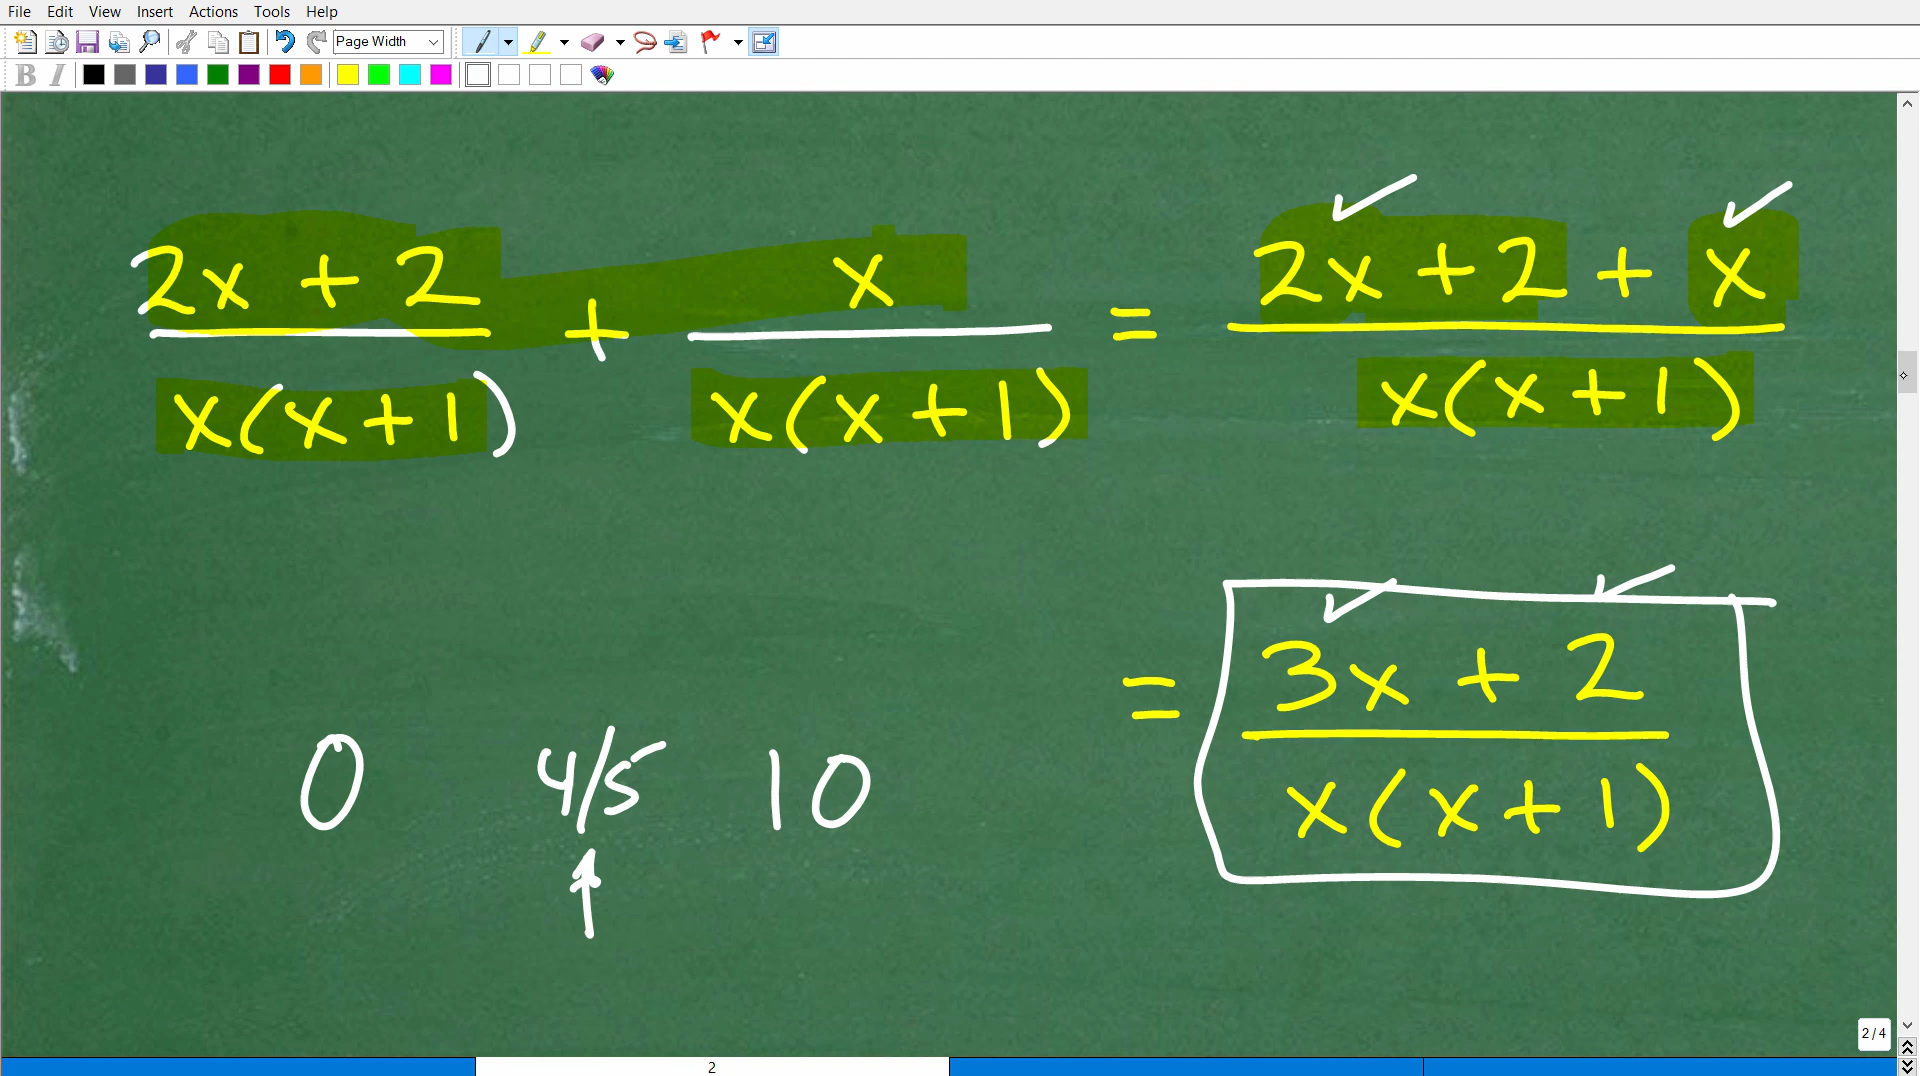 File Edit View Insert Actions Tools Help
Page Width
B I
2x + 2 / x(x+1) + x / x(x+1) = 2x + 2 + x / x(x+1)
= 3x + 2 / x(x+1)
0 4/5 10
2/4
2